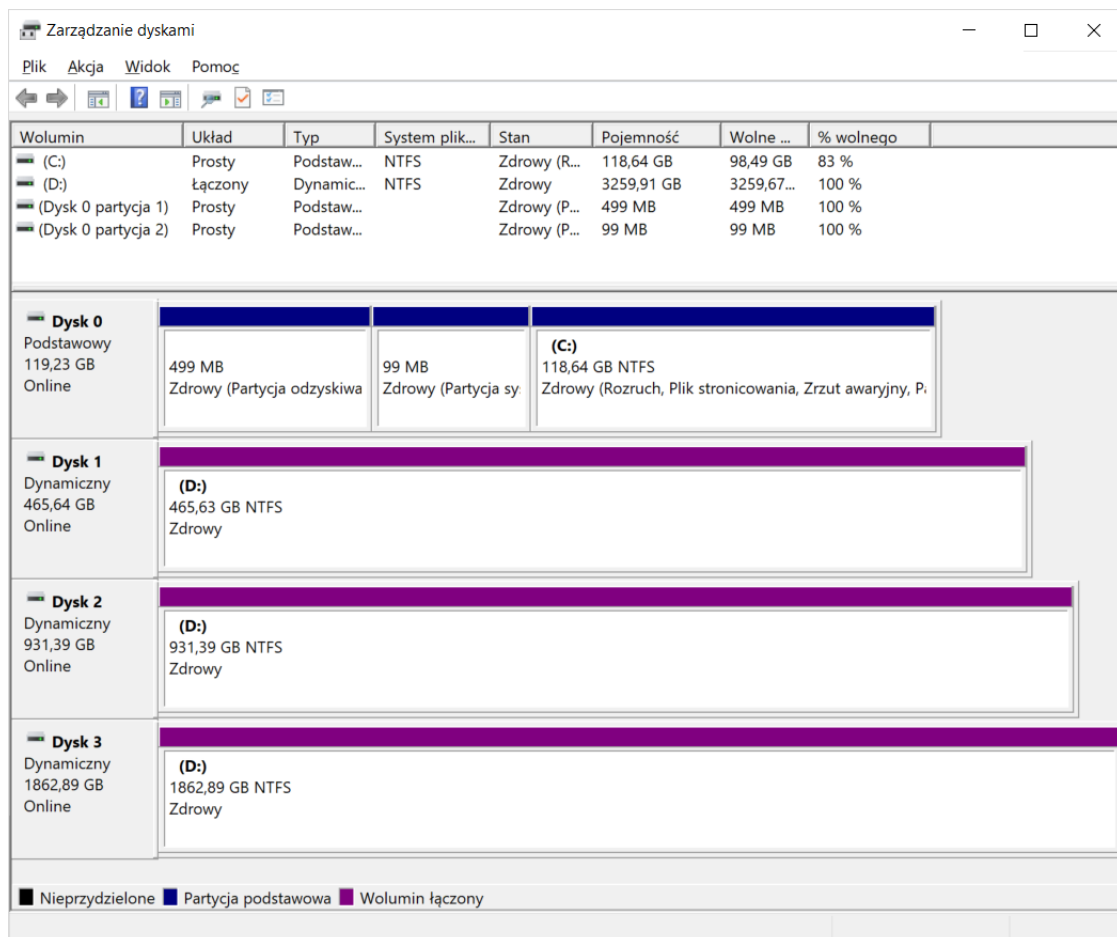 Zarządzanie dyskami
Plik Akcja Widok Pomoc
Wolumin Układ Typ System plik... Stan Pojemność Wolne ... % wolnego
(C:) Prosty Podstaw... NTFS Zdrowy (R... 118,64 GB 98,49 GB 83 %
(D:) Łączony Dynamic... NTFS Zdrowy 3259,91 GB 3259,67... 100 %
(Dysk 0 partycja 1) Prosty Podstaw... Zdrowy (P... 499 MB 499 MB 100 %
(Dysk 0 partycja 2) Prosty Podstaw... Zdrowy (P... 99 MB 99 MB 100 %
Dysk 0
Podstawowy
119,23 GB
Online
499 MB
Zdrowy (Partycja odzyskiwa
99 MB
Zdrowy (Partycja sy
(C:)
118,64 GB NTFS
Zdrowy (Rozruch, Plik stronicowania, Zrzut awaryjny, Pa
Dysk 1
Dynamiczny
465,64 GB
Online
(D:)
465,63 GB NTFS
Zdrowy
Dysk 2
Dynamiczny
931,39 GB
Online
(D:)
931,39 GB NTFS
Zdrowy
Dysk 3
Dynamiczny
1862,89 GB
Online
(D:)
1862,89 GB NTFS
Zdrowy
Nieprzydzielone Partycja podstawowa Wolumin łączony